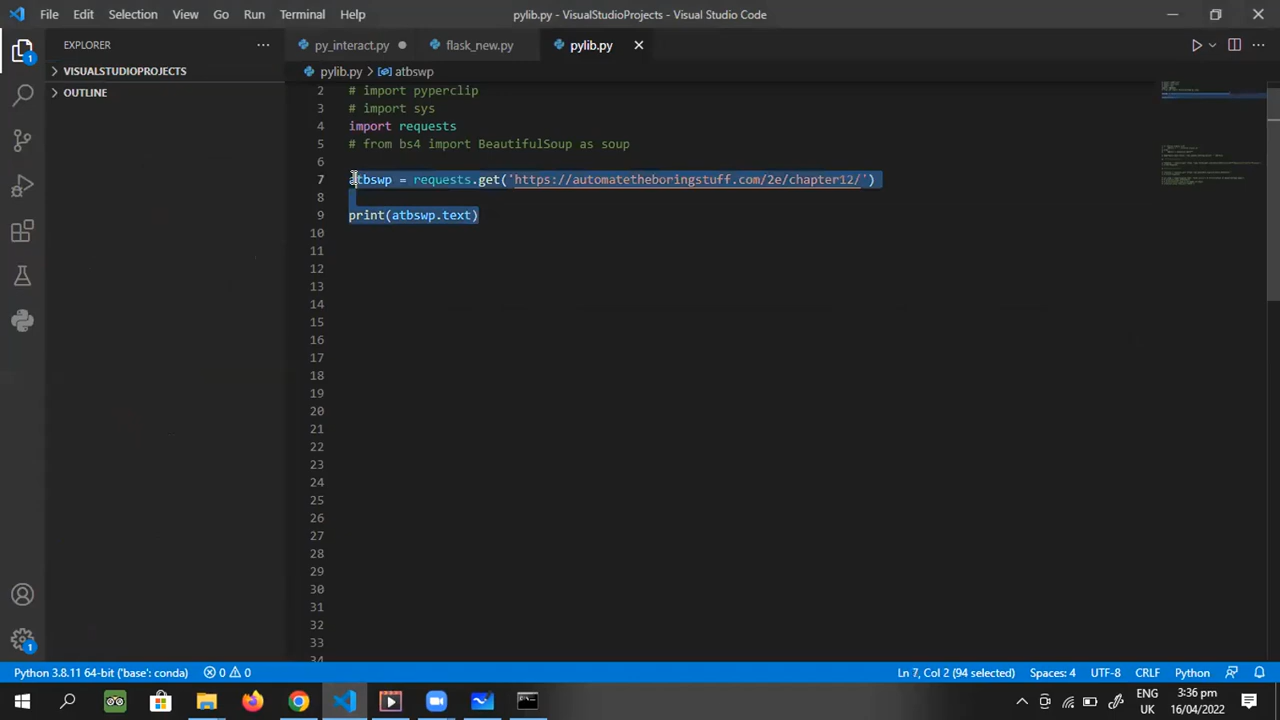 File Edit Selection View Go Run Terminal Help pylib.py - VisualStudioProjects - Visual Studio Code
EXPLORER
py_interact.py flask_new.py pylib.py
VISUALSTUDIOPROJECTS
pylib.py atbswp
OUTLINE
2 # import pyperclip
3 # import sys
4 import requests
5 # from bs4 import BeautifulSoup as soup
6
7 atbswp = requests.get('https://automatetheboringstuff.com/2e/chapter12/')
8
9 print(atbswp.text)
10
11
12
13
14
15
16
17
18
19
20
21
22
23
24
25
26
27
28
29
30
31
32
33
34
Python 3.8.11 64-bit ('base': conda) 0 0 Ln 7, Col 2 (94 selected) Spaces: 4 UTF-8 CRLF Python
ENG 3:36 pm
UK 16/04/2022